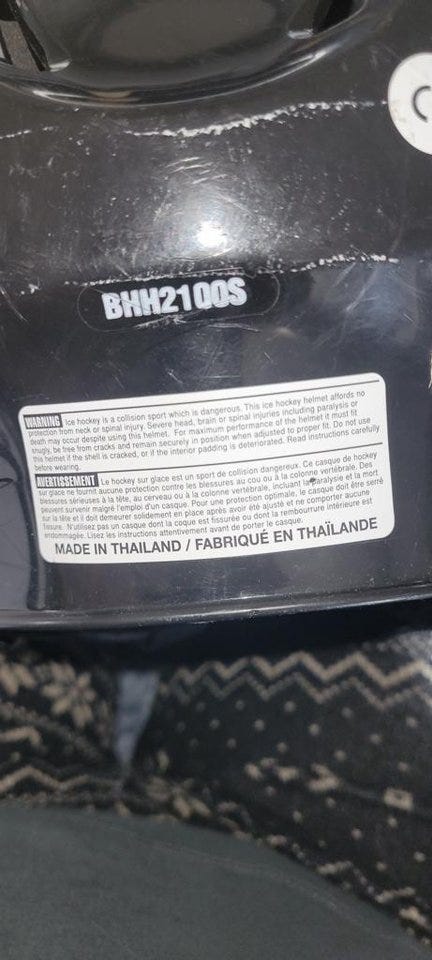 BHH2100S
WARNING Ice hockey is a collision sport which is dangerous. This ice hockey helmet affords no
protection from neck or spinal injury. Severe head, brain or spinal injuries including paralysis or
death may occur despite using this helmet. For maximum performance of the helmet it must fit
snugly, be free from cracks and remain securely in position when adjusted to proper fit. Do not use
this helmet if the shell is cracked, or if the interior padding is deteriorated. Read instructions carefully
before wearing.
AVERTISSEMENT Le hockey sur glace est un sport de collision dangereux. Ce casque de hockey
sur glace ne fournit aucune protection contre les blessures au cou ou à la colonne vertébrale. Des
blessures sérieuses à la tête, au cerveau ou à la colonne vertébrale, incluant la paralysie et la mort
peuvent survenir malgré l'emploi d'un casque. Pour une protection optimale, le casque doit être serré
sur la tête et il doit demeurer solidement en place après avoir été ajusté et ne comporter aucune
fissure. N'utilisez pas un casque dont la coque est fissurée ou dont la rembourrure intérieure est
endommagée. Lisez les instructions attentivement avant de porter le casque.
MADE IN THAILAND / FABRIQUÉ EN THAÏLANDE